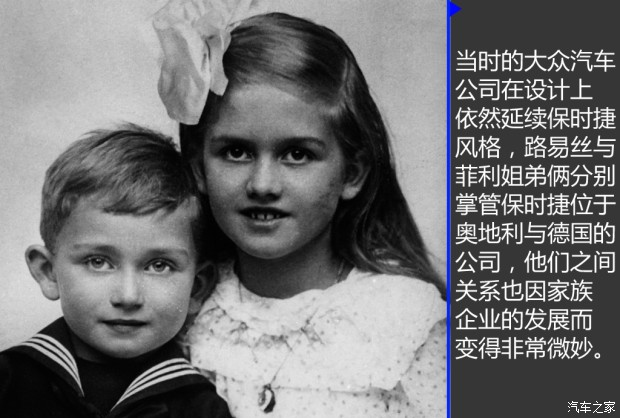 当时的大众汽车
公司在设计上
依然延续保时捷
风格，路易丝与
菲利姐弟俩分别
掌管保时捷位于
奥地利与德国的
公司，他们之间
关系也因家族
企业的发展而
变得非常微妙。
汽车之家